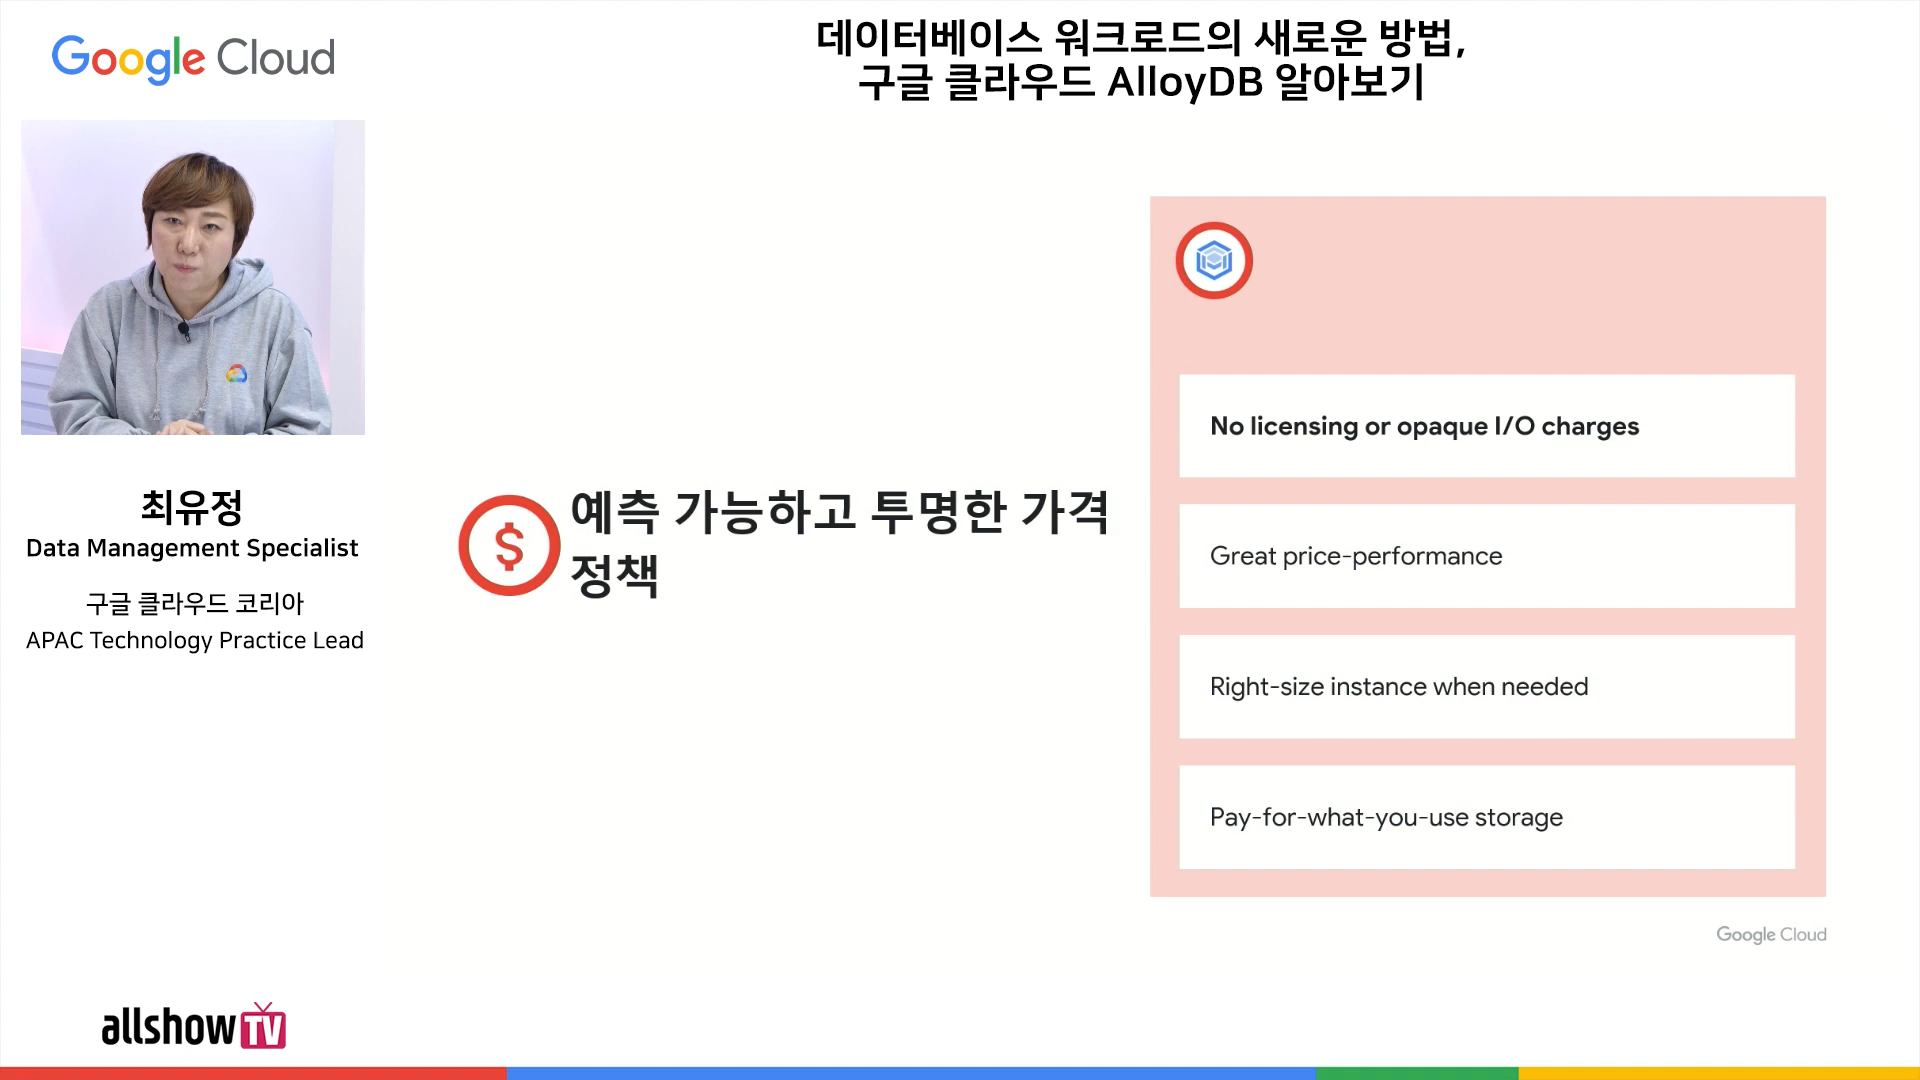 Google Cloud
데이터베이스 워크로드의 새로운 방법,
구글 클라우드 AlloyDB 알아보기
최유정
Data Management Specialist
구글 클라우드 코리아
APAC Technology Practice Lead
$
예측 가능하고 투명한 가격
정책
No licensing or opaque I/O charges
Great price-performance
Right-size instance when needed
Pay-for-what-you-use storage
Google Cloud
allshowTV